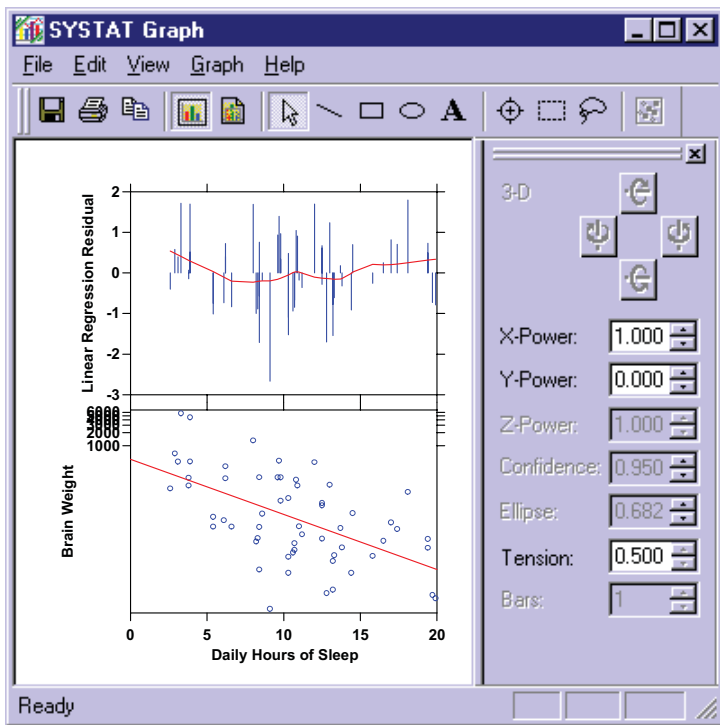 SYSTAT Graph
File Edit View Graph Help
A
Linear Regression Residual
2
1
0
-1
-2
-3
Brain Weight
6000
5000
4000
3000
2000
1000
0 5 10 15 20
Daily Hours of Sleep
3-D
X-Power: 1.000
Y-Power: 0.000
Z-Power: 1.000
Confidence: 0.950
Ellipse: 0.682
Tension: 0.500
Bars: 1
Ready